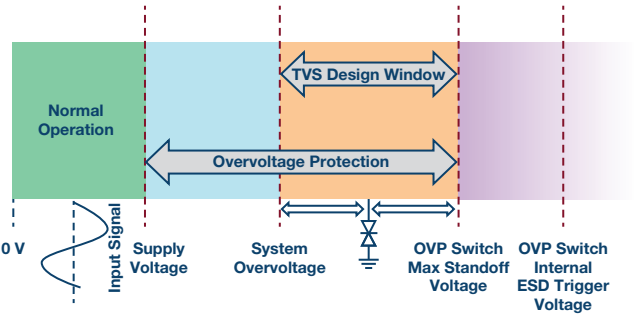 TVS Design Window
Normal
Operation
Overvoltage Protection
0 V
Input Signal
Supply
Voltage
System
Overvoltage
OVP Switch
Max Standoff
Voltage
OVP Switch
Internal
ESD Trigger
Voltage